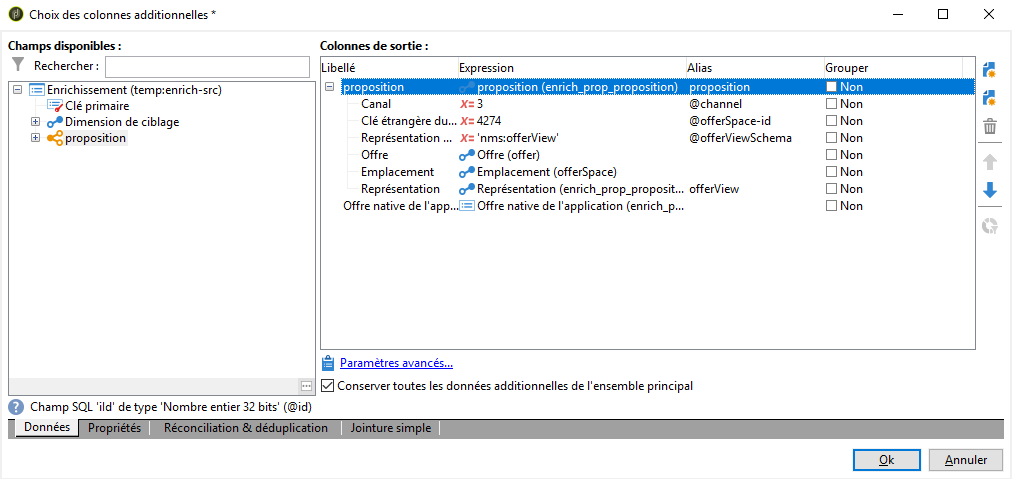 Choix des colonnes additionnelles *
Champs disponibles :
Rechercher :
Enrichissement (temp:enrich-src)
Clé primaire
Dimension de ciblage
proposition
Colonnes de sortie :
Libellé Expression Alias Grouper
proposition proposition (enrich_prop_proposition) proposition Non
Canal X= 3 @channel Non
Clé étrangère du... X= 4274 @offerSpace-id Non
Représentation ... X= 'nms:offerView' @offerViewSchema Non
Offre Offre (offer) Non
Emplacement Emplacement (offerSpace) Non
Représentation Représentation (enrich_prop_proposit... offerView Non
Offre native de l'app... Offre native de l'application (enrich_p... Non
Paramètres avancés...
Conserver toutes les données additionnelles de l'ensemble principal
Champ SQL 'iId' de type 'Nombre entier 32 bits' (@id)
Données Propriétés Réconciliation & déduplication Jointure simple
Ok Annuler